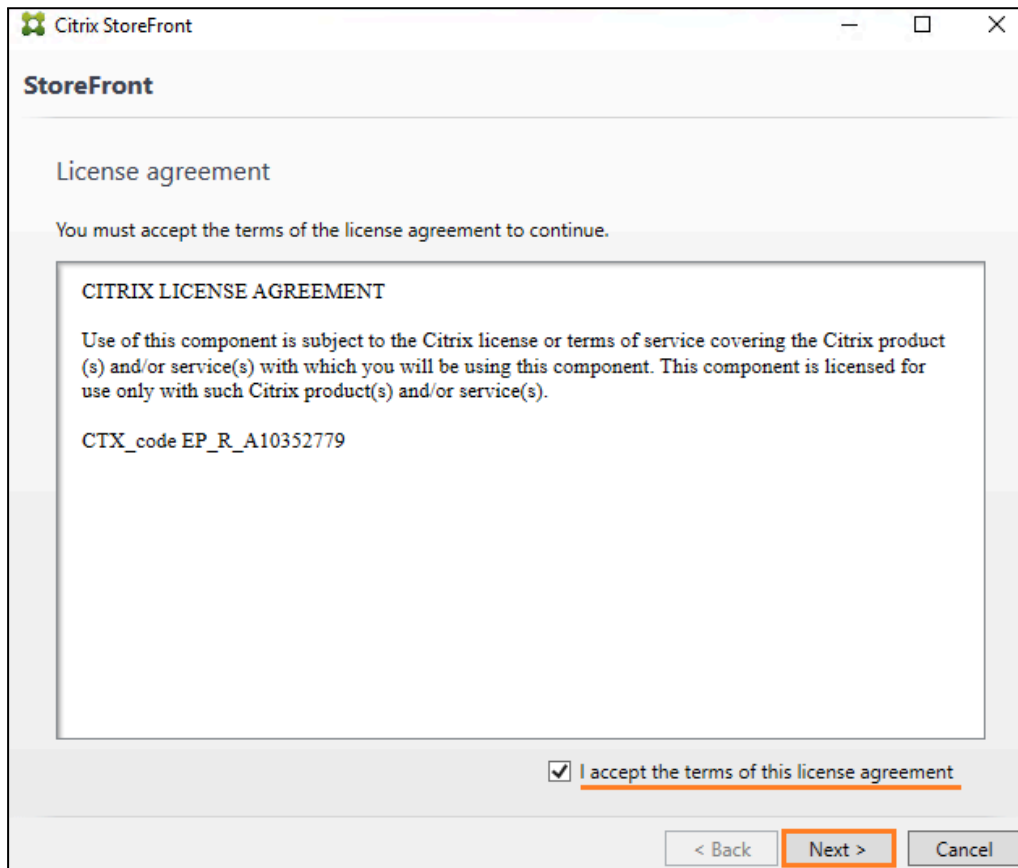 Citrix StoreFront
StoreFront
License agreement
You must accept the terms of the license agreement to continue.
CITRIX LICENSE AGREEMENT
Use of this component is subject to the Citrix license or terms of service covering the Citrix product
(s) and/or service(s) with which you will be using this component. This component is licensed for
use only with such Citrix product(s) and/or service(s).
CTX_code EP_R_A10352779
I accept the terms of this license agreement
< Back Next > Cancel